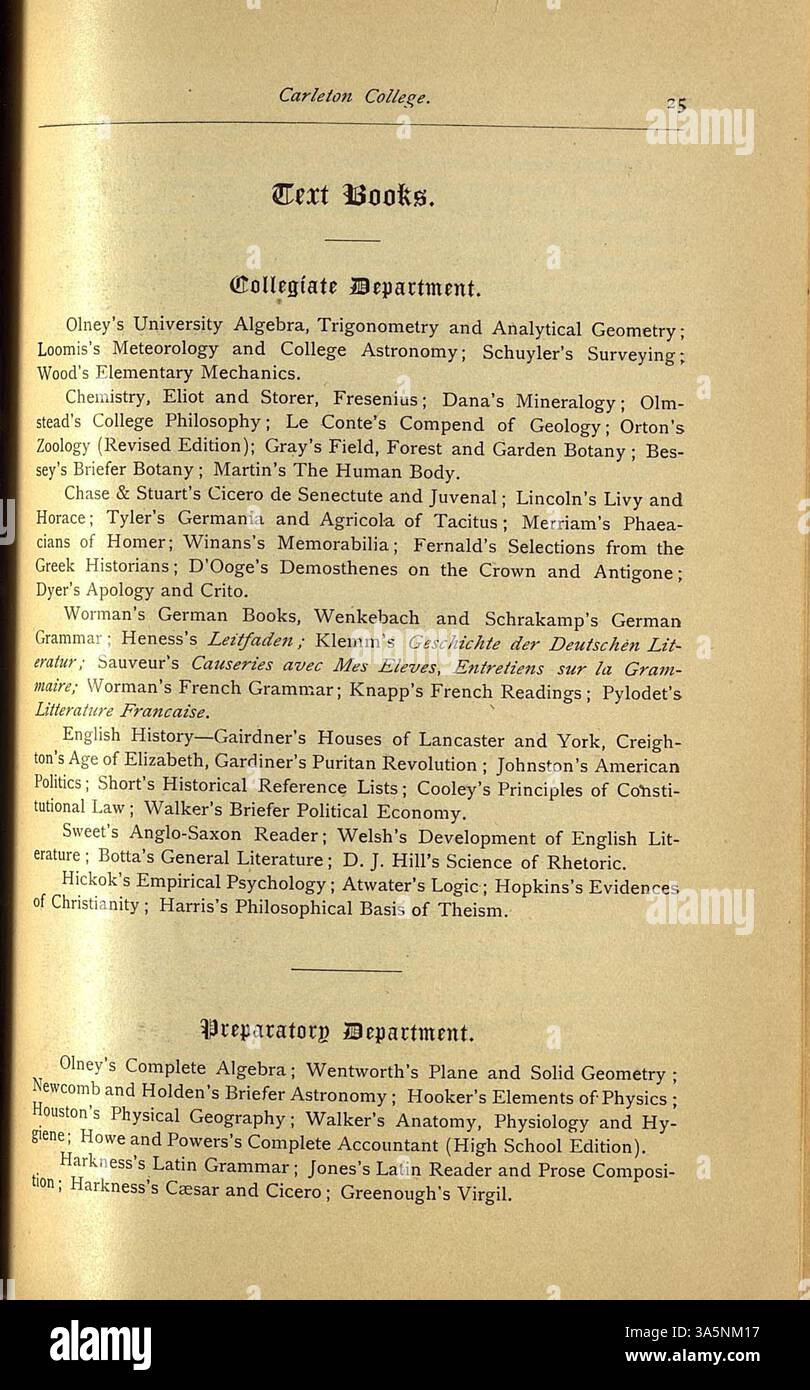 Carleton College.
25
Text Books.
Collegiate Department.
Olney's University Algebra, Trigonometry and Analytical Geometry;
Loomis's Meteorology and College Astronomy; Schuyler's Surveying;
Wood's Elementary Mechanics.
Chemistry, Eliot and Storer, Fresenius; Dana's Mineralogy; Olm-
stead's College Philosophy; Le Conte's Compend of Geology; Orton's
Zoology (Revised Edition); Gray's Field, Forest and Garden Botany; Bes-
sey's Briefer Botany; Martin's The Human Body.
Chase & Stuart's Cicero de Senectute and Juvenal; Lincoln's Livy and
Horace; Tyler's Germania and Agricola of Tacitus; Merriam's Phaea-
cians of Homer; Winans's Memorabilia; Fernald's Selections from the
Greek Historians; D'Ooge's Demosthenes on the Crown and Antigone;
Dyer's Apology and Crito.
Worman's German Books, Wenkebach and Schrakamp's German
Grammar; Heness's Leitfaden; Klemm's Geschichte der Deutschen Lit-
eratur; Sauveur's Causeries avec Mes Eleves, Entretiens sur la Gram-
maire; Worman's French Grammar; Knapp's French Readings; Pylodet's
Litterature Francaise.
English History—Gairdner's Houses of Lancaster and York, Creigh-
ton's Age of Elizabeth, Gardiner's Puritan Revolution; Johnston's American
Politics; Short's Historical Reference Lists; Cooley's Principles of Consti-
tutional Law; Walker's Briefer Political Economy.
Sweet's Anglo-Saxon Reader; Welsh's Development of English Lit-
erature; Botta's General Literature; D. J. Hill's Science of Rhetoric.
Hickok's Empirical Psychology; Atwater's Logic; Hopkins's Evidences
of Christianity; Harris's Philosophical Basis of Theism.
Preparatory Department.
Olney's Complete Algebra; Wentworth's Plane and Solid Geometry;
Newcomb and Holden's Briefer Astronomy; Hooker's Elements of Physics;
Houston's Physical Geography; Walker's Anatomy, Physiology and Hy-
giene; Howe and Powers's Complete Accountant (High School Edition).
Harkness's Latin Grammar; Jones's Latin Reader and Prose Composi-
tion; Harkness's Cæsar and Cicero; Greenough's Virgil.
alamy
Image ID: 3A5NM17
www.alamy.com